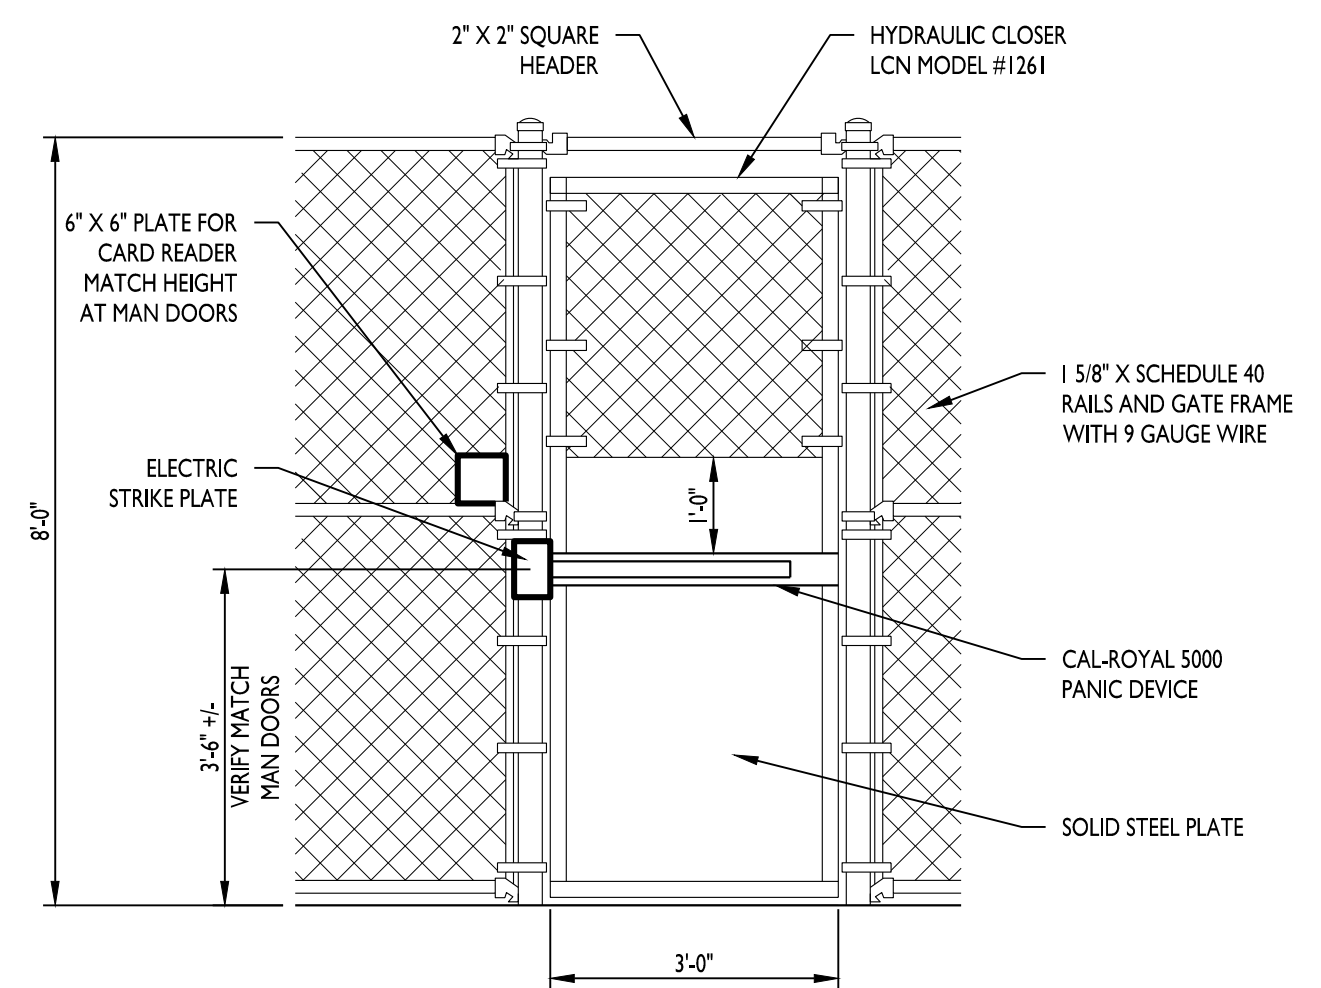 2" X 2" SQUARE
HEADER
HYDRAULIC CLOSER
LCN MODEL #1261
6" X 6" PLATE FOR
CARD READER
MATCH HEIGHT
AT MAN DOORS
1 5/8" X SCHEDULE 40
RAILS AND GATE FRAME
WITH 9 GAUGE WIRE
ELECTRIC
STRIKE PLATE
8'-0"
1'-0"
3'-6" +/-
VERIFY MATCH
MAN DOORS
CAL-ROYAL 5000
PANIC DEVICE
SOLID STEEL PLATE
3'-0"